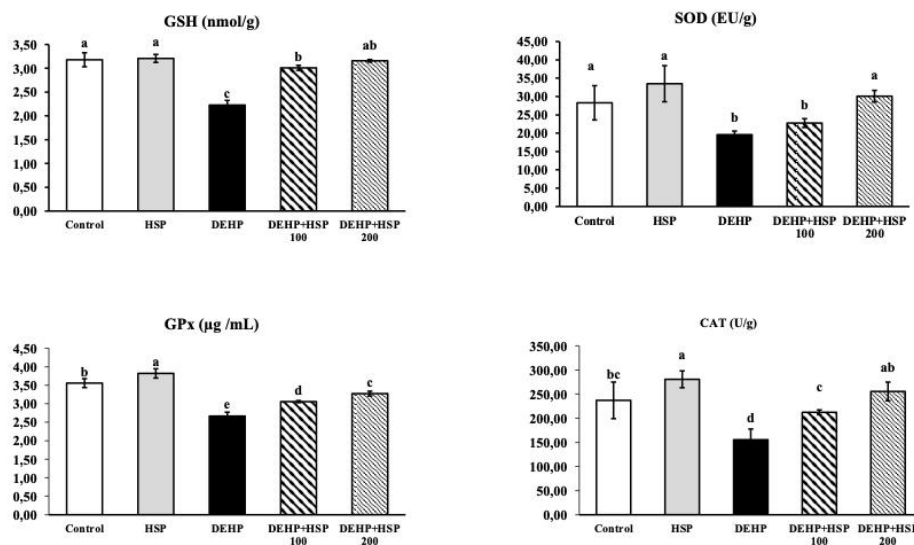 GSH (nmol/g)
3,50
3,00
2,50
2,00
1,50
1,00
0,50
0,00
a
a
c
b
ab
Control HSP DEHP DEHP+HSP DEHP+HSP
100 200
SOD (EU/g)
45,00
40,00
35,00
30,00
25,00
20,00
15,00
10,00
5,00
0,00
a
a
b
b
a
Control HSP DEHP DEHP+HSP DEHP+HSP
100 200
GPx (µg /mL)
4,50
4,00
3,50
3,00
2,50
2,00
1,50
1,00
0,50
0,00
b
a
e
d
c
Control HSP DEHP DEHP+HSP DEHP+HSP
100 200
CAT (U/g)
350,00
300,00
250,00
200,00
150,00
100,00
50,00
0,00
bc
a
d
c
ab
Control HSP DEHP DEHP+HSP DEHP+HSP
100 200